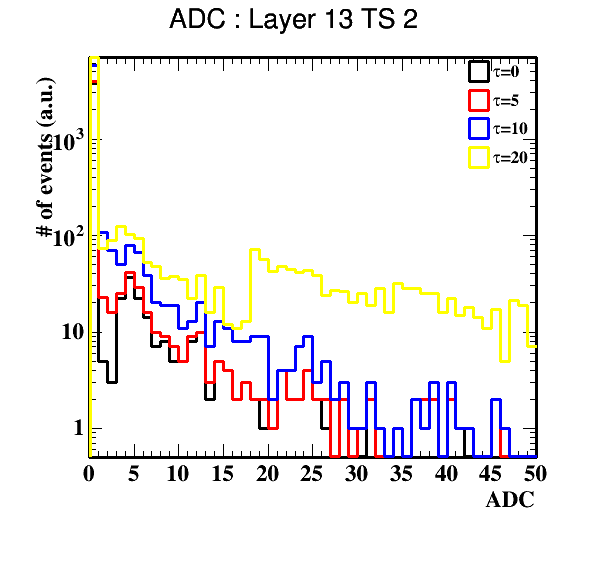 ADC : Layer 13 TS 2
# of events (a.u.)
10³
10²
10
1
τ=0
τ=5
τ=10
τ=20
0 5 10 15 20 25 30 35 40 45 50
ADC